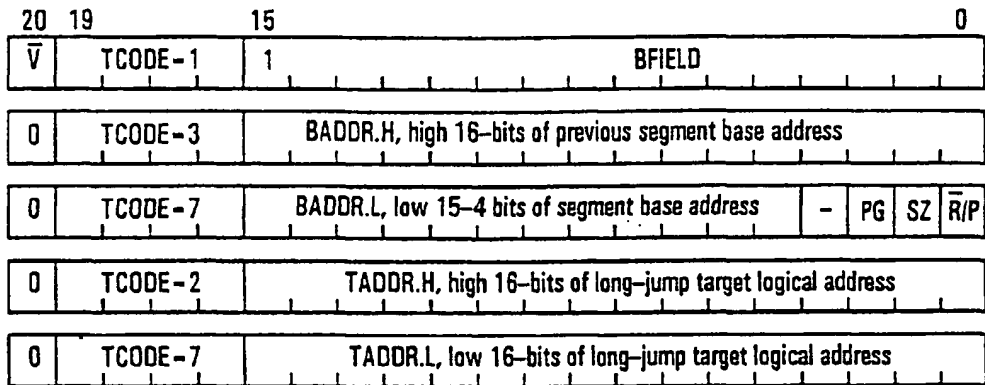 20 19 15 0
V̅ TCODE=1 1 BFIELD
0 TCODE=3 BADDR.H, high 16-bits of previous segment base address
0 TCODE=7 BADDR.L, low 15-4 bits of segment base address - PG SZ R̅/P
0 TCODE=2 TADDR.H, high 16-bits of long-jump target logical address
0 TCODE=7 TADDR.L, low 16-bits of long-jump target logical address